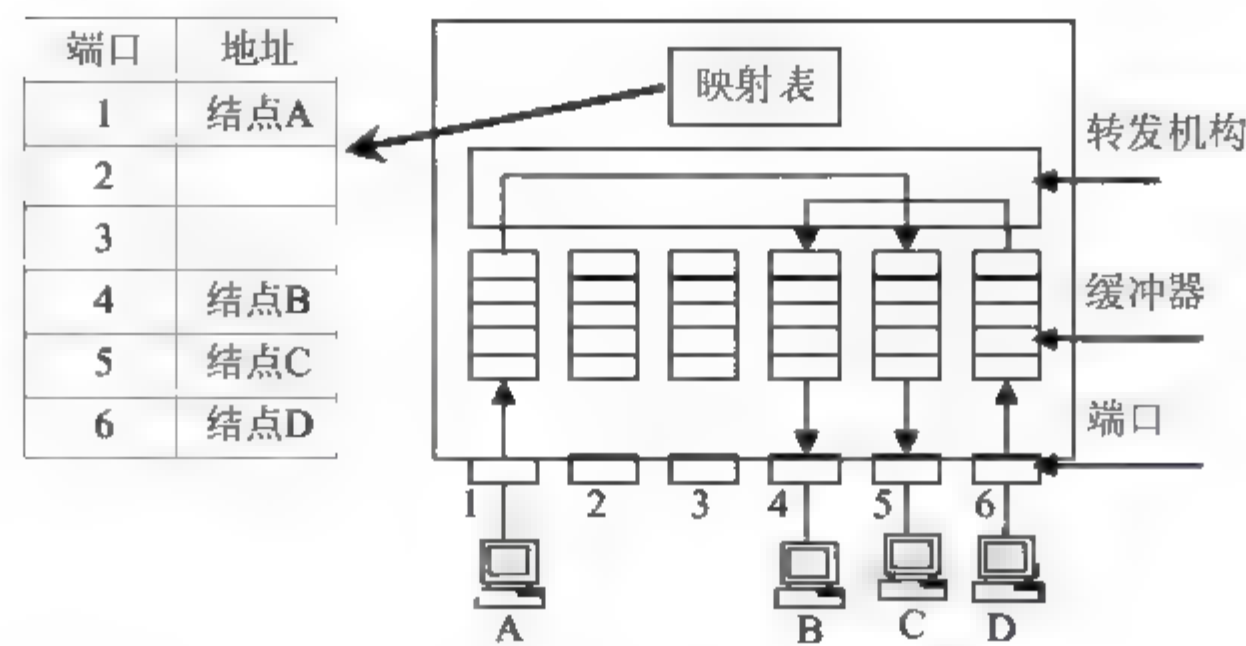 端口 地址
1 结点A
2
3
4 结点B
5 结点C
6 结点D
映射表
转发机构
缓冲器
端口
1 2 3 4 5 6
A B C D